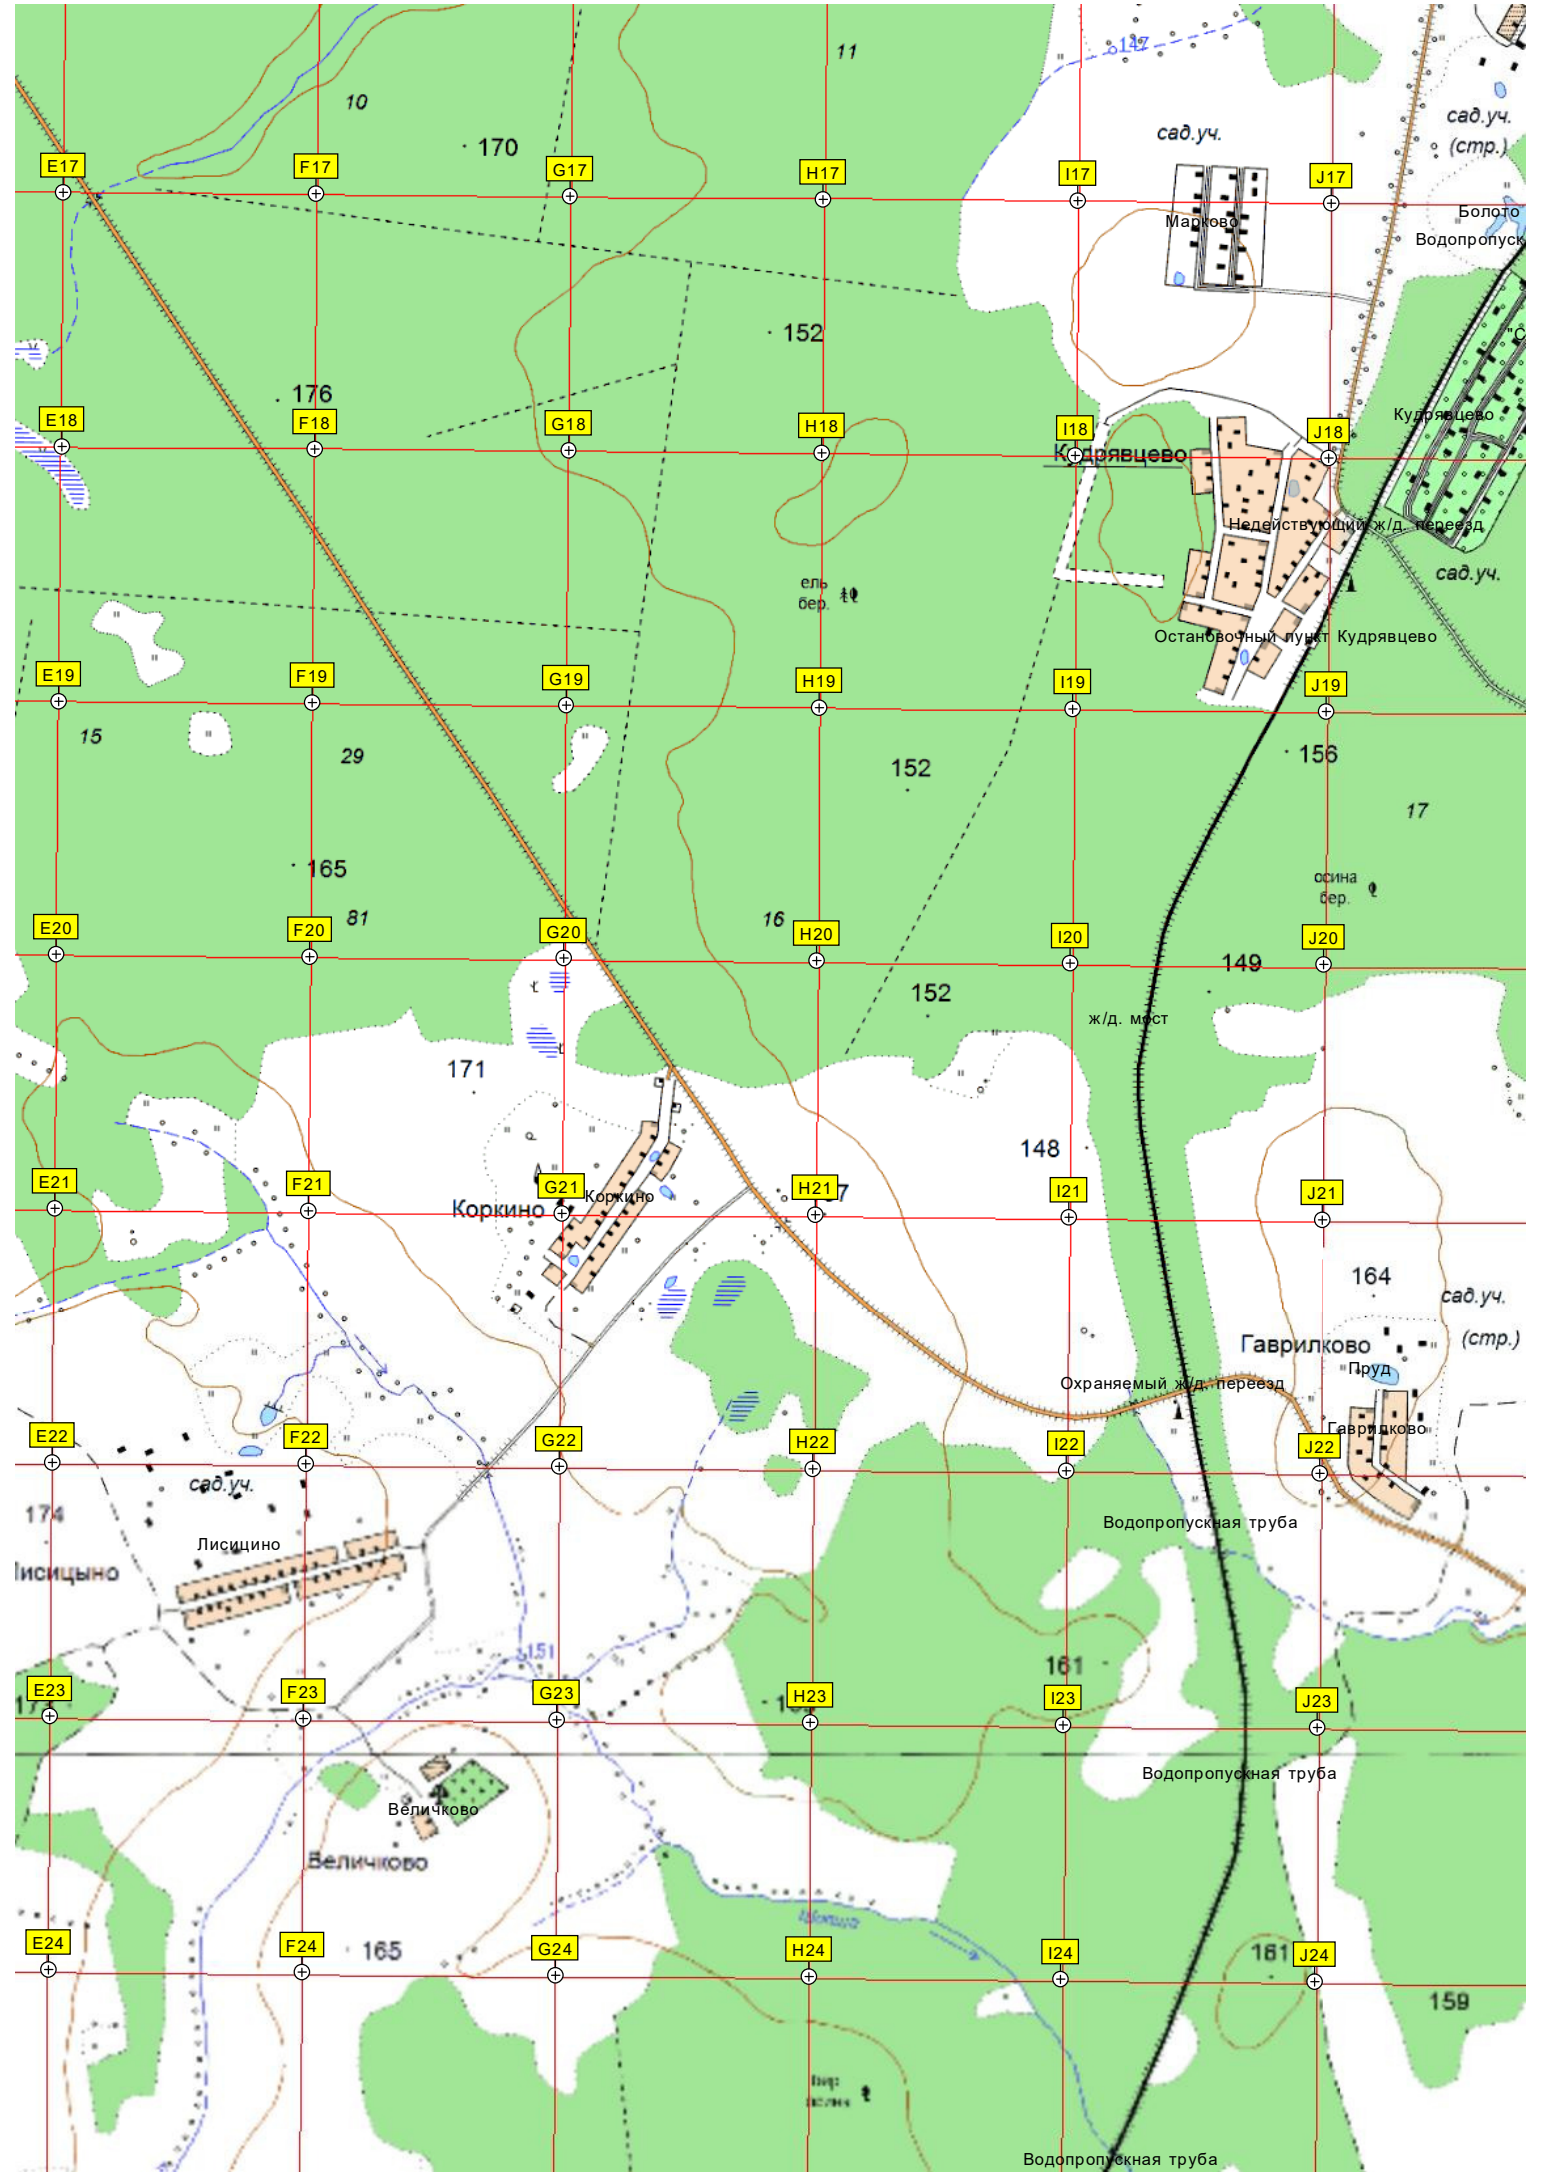 11
147
10
сад.уч.
сад.уч.
(стр.)
170
E17
F17
G17
H17
I17
J17
Марково
Болото
Водопропуск
152
"С
176
E18
F18
G18
H18
I18
J18
Кудрявцево
Кудрявцево
Недействующий ж/д. переезд
ель
бер.
сад.уч.
Остановочный пункт Кудрявцево
E19
F19
G19
H19
I19
J19
15
29
152
156
17
165
осина
бер.
81
16
E20
F20
G20
H20
I20
J20
149
152
ж/д. мост
171
148
E21
F21
G21
H21
I21
J21
Коркино
Коркино
7
164
сад.уч.
Гаврилково
(стр.)
Пруд
Охраняемый ж/д. переезд
E22
F22
G22
H22
I22
J22
Гаврилково
сад.уч.
174
Водопропускная труба
Лисицино
исицыно
151
161
E23
F23
G23
H23
I23
J23
Водопропускная труба
Величково
Величково
E24
F24
G24
H24
I24
J24
165
161
159
Водопропускная труба